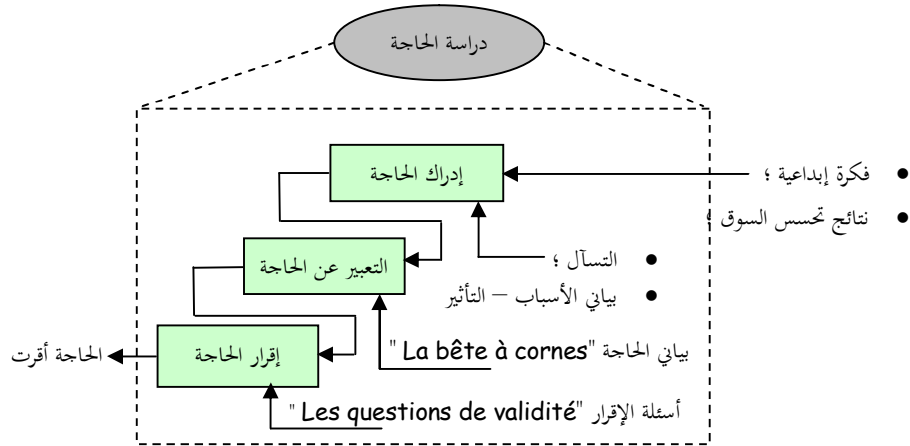 دراسة الحاجة
إدراك الحاجة
● فكرة إبداعية ؛
● نتائج تحسس السوق ؛
التعبير عن الحاجة
● التسآل ؛
● بياني الأسباب – التأثير
إقرار الحاجة
بياني الحاجة "La bête à cornes "
الحاجة أقرت
أسئلة الإقرار "Les questions de validité "